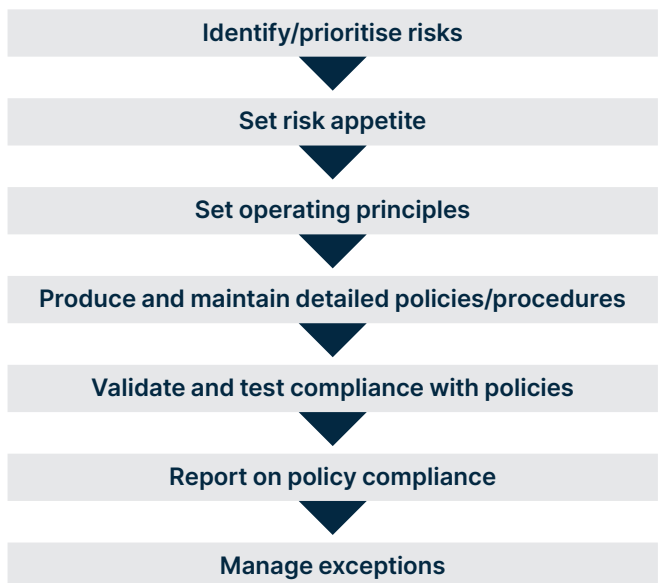 Identify/prioritise risks
Set risk appetite
Set operating principles
Produce and maintain detailed policies/procedures
Validate and test compliance with policies
Report on policy compliance
Manage exceptions